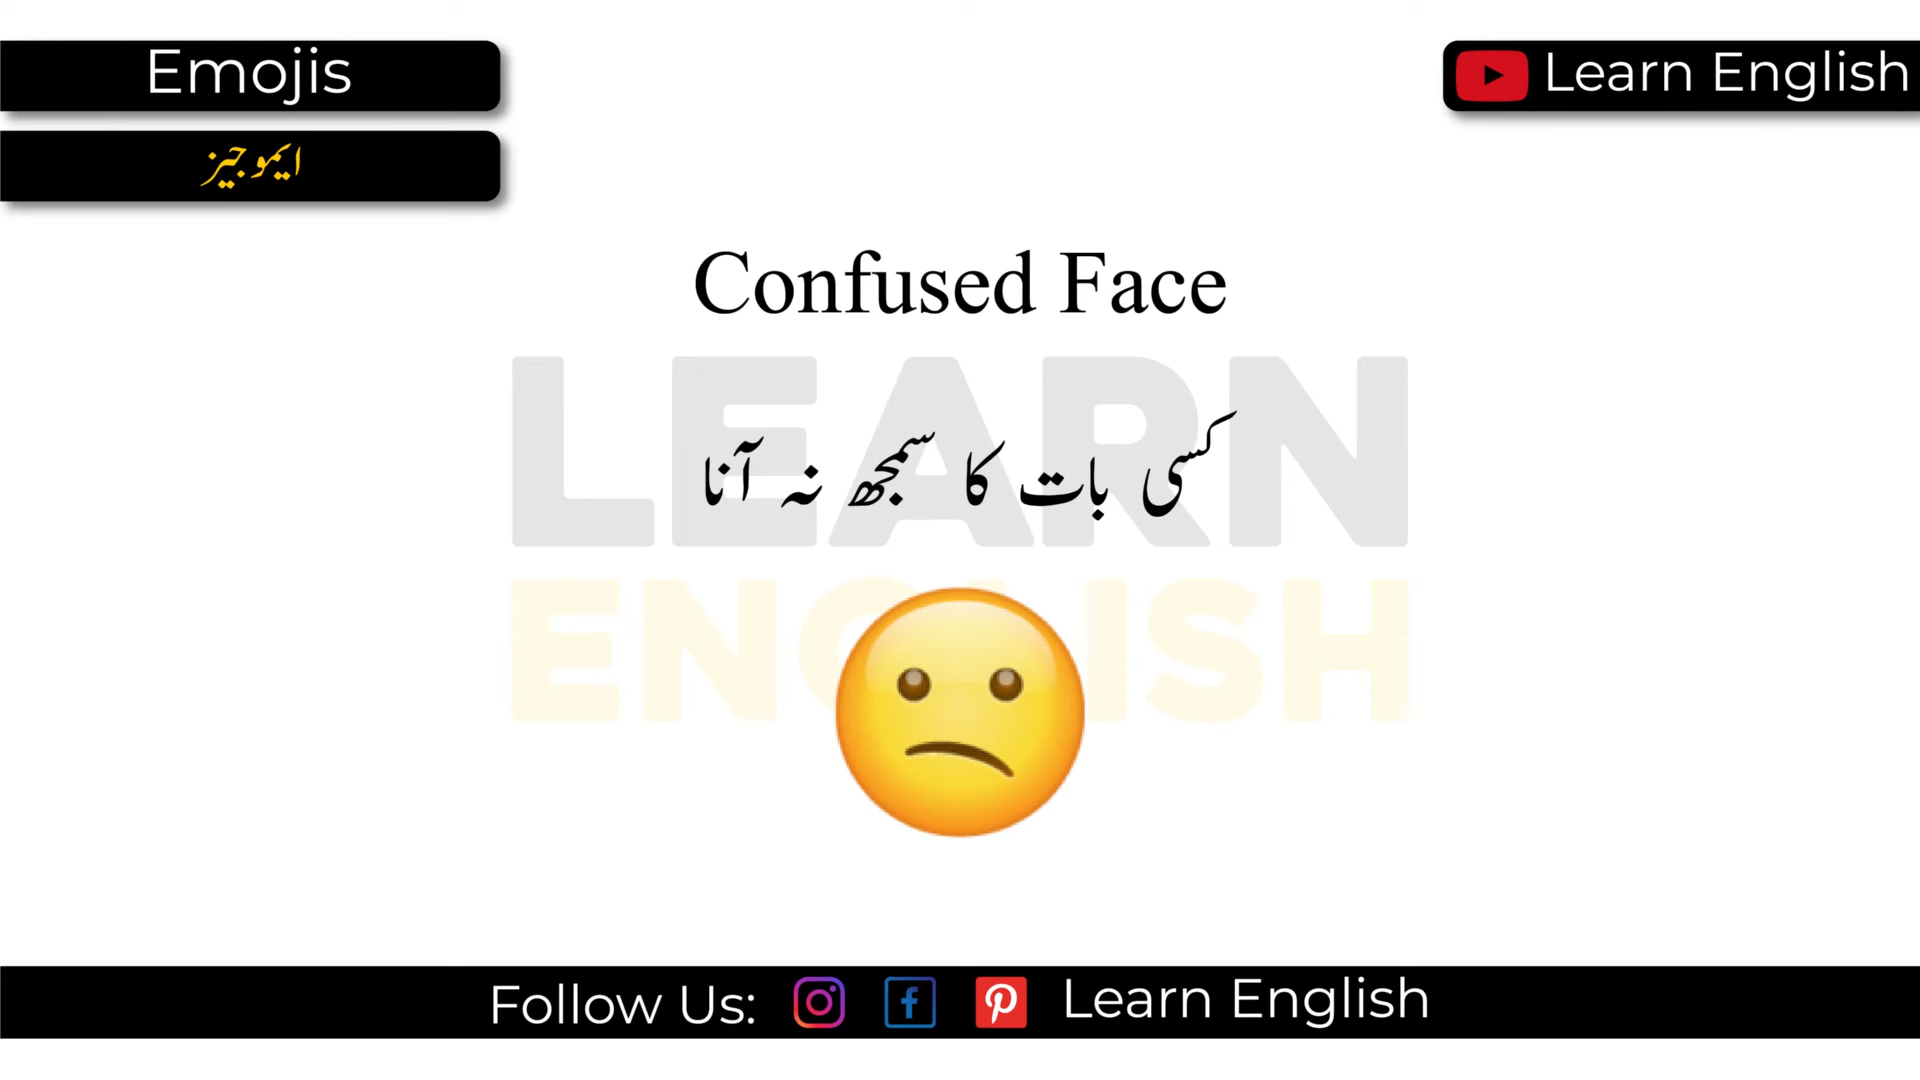 Emojis
Learn English
ایموجیز
Confused Face
کسی بات کا سمجھ نہ آنا
LEARN
ENGLISH
Follow Us: Learn English